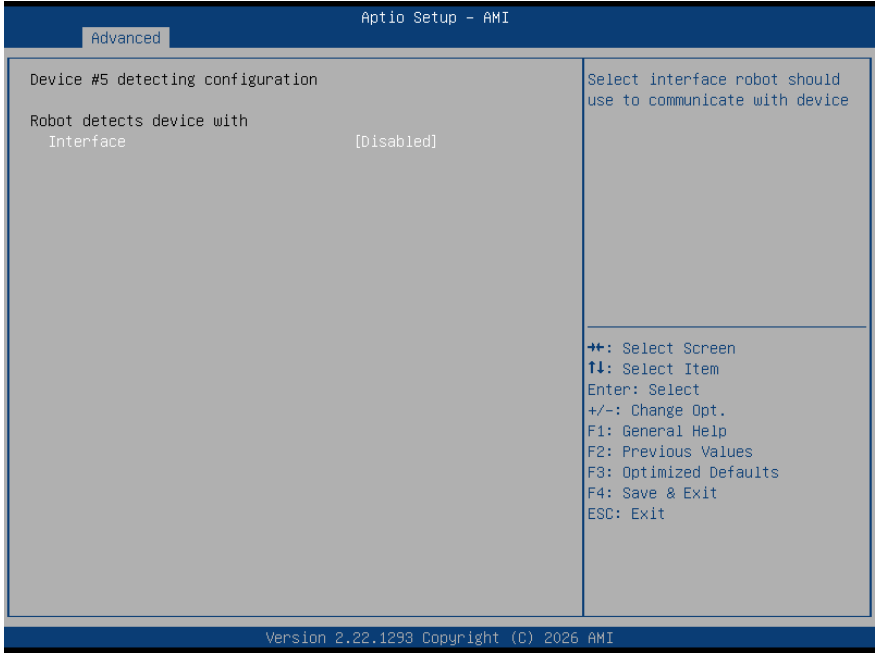 Aptio Setup – AMI
Advanced
Device #5 detecting configuration
Robot detects device with
Interface [Disabled]
Select interface robot should
use to communicate with device
→←: Select Screen
↑↓: Select Item
Enter: Select
+/-: Change Opt.
F1: General Help
F2: Previous Values
F3: Optimized Defaults
F4: Save & Exit
ESC: Exit
Version 2.22.1293 Copyright (C) 2026 AMI